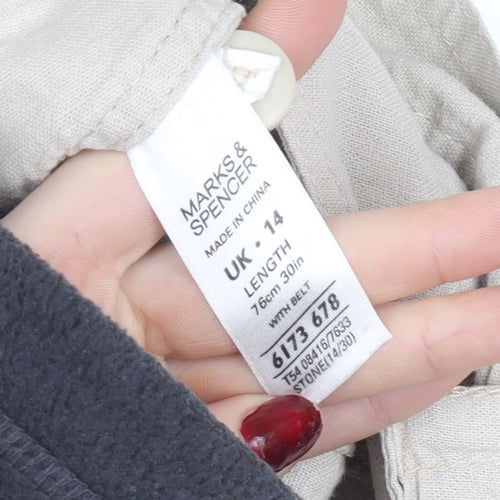 MARKS &
SPENCER
MADE IN CHINA
UK • 14
LENGTH
76cm 30in
WITH BELT
6173 678
T54 08416/7633
STONE(14/30)